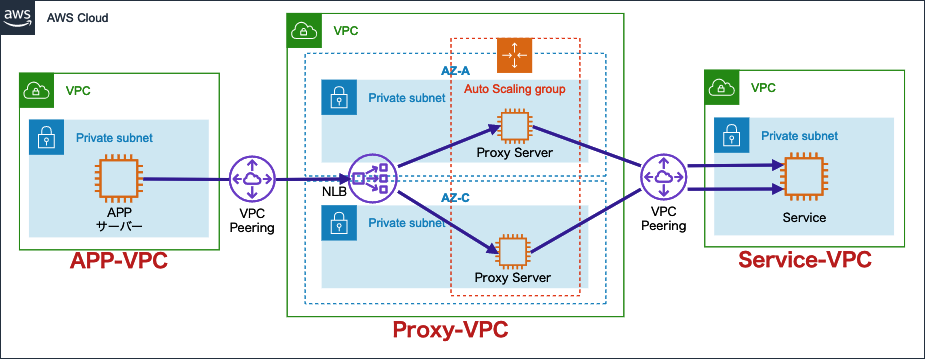 aws
AWS Cloud
VPC
Private subnet
APP
サーバー
APP-VPC
VPC
Peering
VPC
AZ-A
Auto Scaling group
Private subnet
Proxy Server
NLB
AZ-C
Private subnet
Proxy Server
Proxy-VPC
VPC
Peering
VPC
Private subnet
Service
Service-VPC